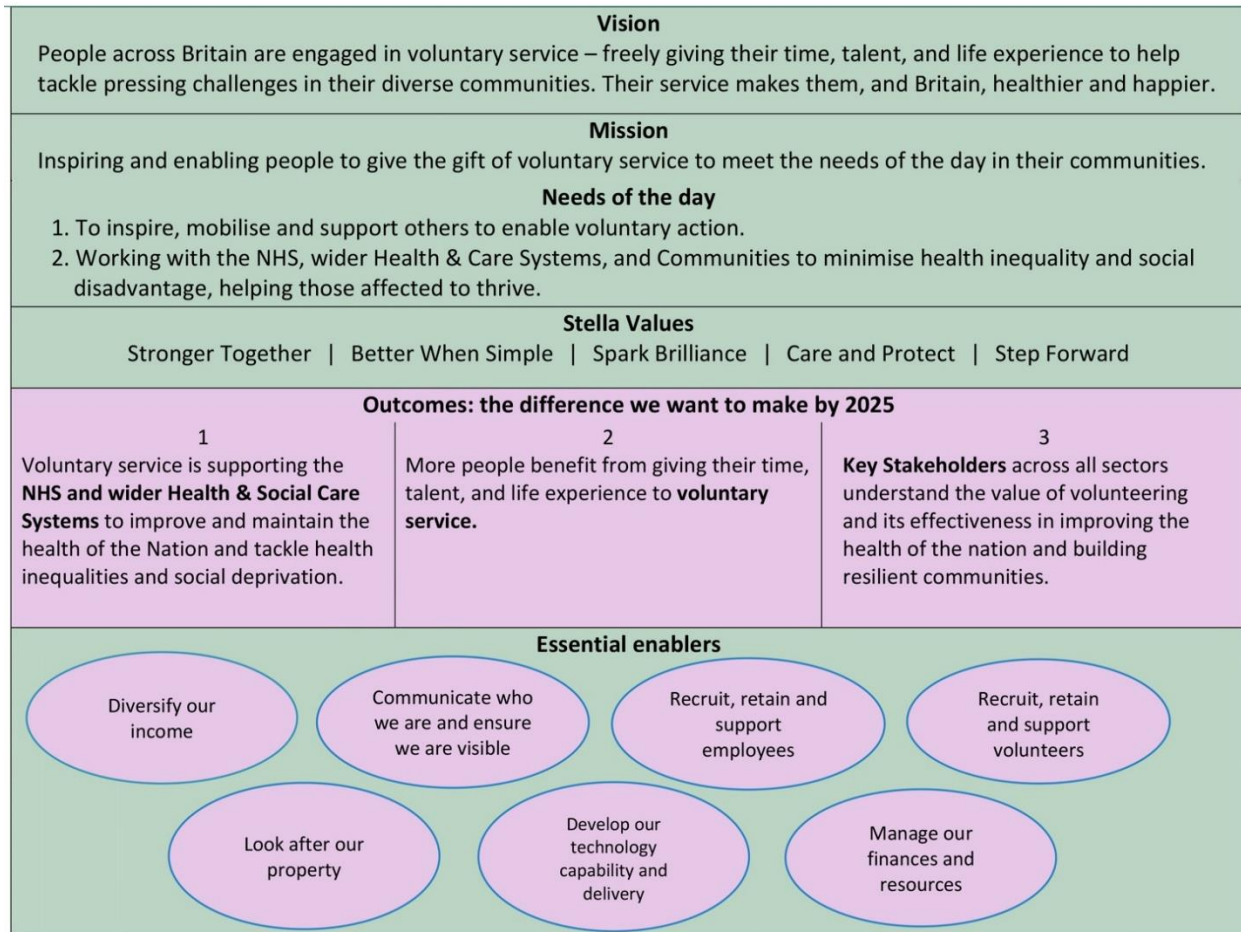 Vision
People across Britain are engaged in voluntary service – freely giving their time, talent, and life experience to help
tackle pressing challenges in their diverse communities. Their service makes them, and Britain, healthier and happier.
Mission
Inspiring and enabling people to give the gift of voluntary service to meet the needs of the day in their communities.
Needs of the day
1. To inspire, mobilise and support others to enable voluntary action.
2. Working with the NHS, wider Health & Care Systems, and Communities to minimise health inequality and social
disadvantage, helping those affected to thrive.
Stella Values
Stronger Together | Better When Simple | Spark Brilliance | Care and Protect | Step Forward
Outcomes: the difference we want to make by 2025
1
Voluntary service is supporting the
NHS and wider Health & Social Care
Systems to improve and maintain the
health of the Nation and tackle health
inequalities and social deprivation.
2
More people benefit from giving their time,
talent, and life experience to voluntary
service.
3
Key Stakeholders across all sectors
understand the value of volunteering
and its effectiveness in improving the
health of the nation and building
resilient communities.
Essential enablers
Diversify our
income
Communicate who
we are and ensure
we are visible
Recruit, retain and
support
employees
Recruit, retain
and support
volunteers
Look after our
property
Develop our
technology
capability and
delivery
Manage our
finances and
resources